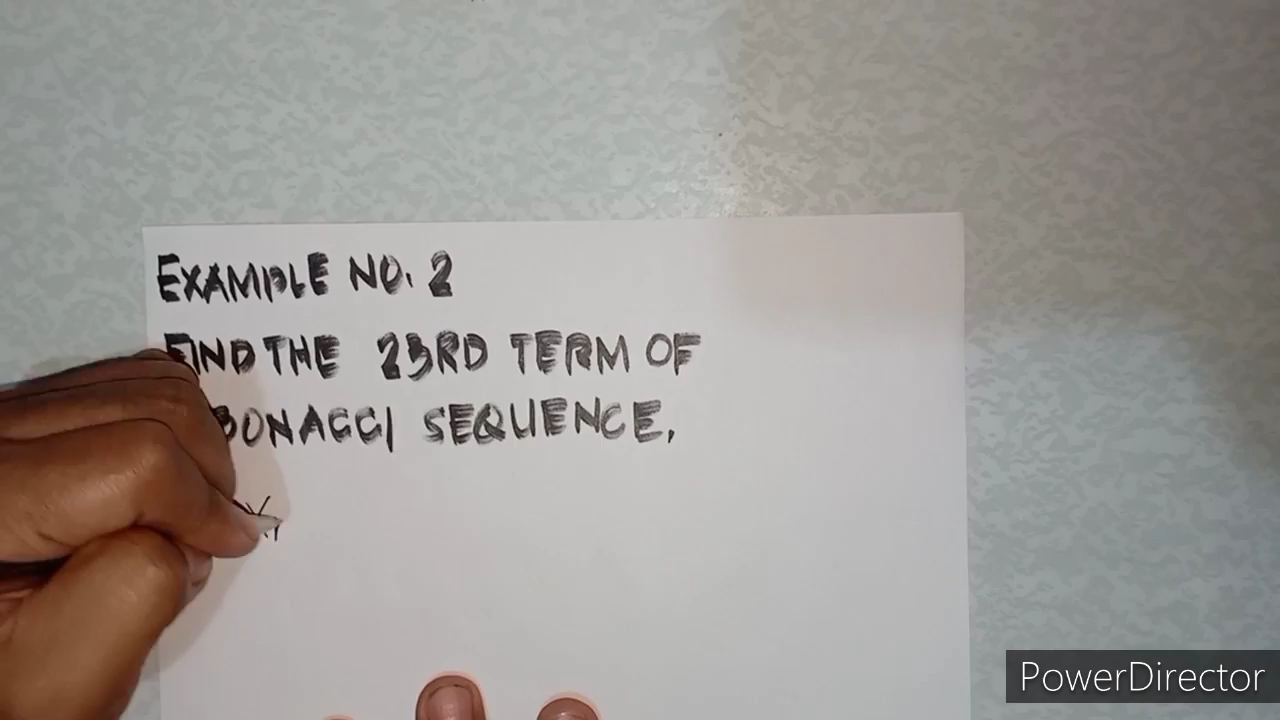 EXAMPLE NO. 2
FIND THE 23RD TERM OF
BONACCI SEQUENCE.
X
PowerDirector